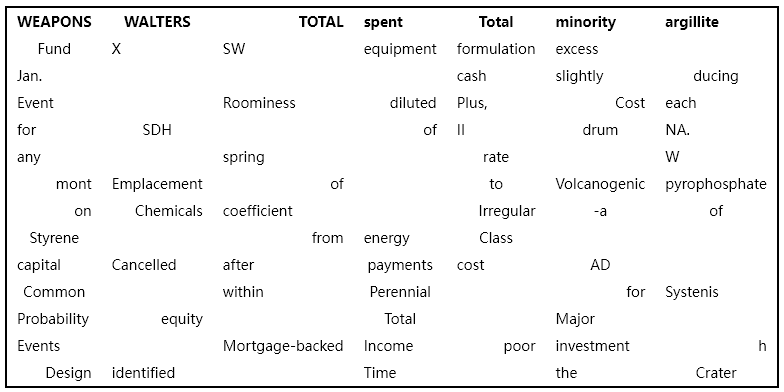 WEAPONS WALTERS TOTAL spent Total minority argillite
Fund X SW equipment formulation excess
Jan. cash slightly ducing
Event Roominess diluted Plus, Cost each
for SDH of II drum NA.
any spring rate W
mont Emplacement of to Volcanogenic pyrophosphate
on Chemicals coefficient Irregular -a of
Styrene from energy Class
capital Cancelled after payments cost AD
Common within Perennial for Systenis
Probability equity Total Major
Events Mortgage-backed Income poor investment h
Design identified Time the Crater